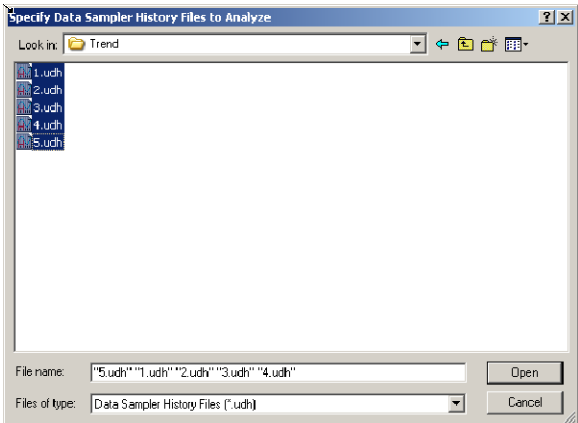 Specify Data Sampler History Files to Analyze
Look in: Trend
1.udh
2.udh
3.udh
4.udh
5.udh
File name: "5.udh" "1.udh" "2.udh" "3.udh" "4.udh" Open
Files of type: Data Sampler History Files (*.udh) Cancel